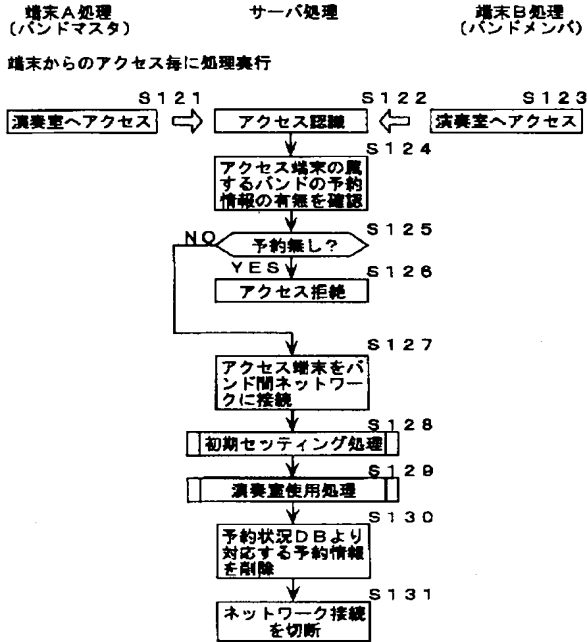 端末A処理
(バンドマスタ)
サーバ処理
端末B処理
(バンドメンバ)
端末からのアクセス毎に処理実行
S121
S122
S123
演奏室へアクセス
アクセス認識
演奏室へアクセス
S124
アクセス端末の属
するバンドの予約
情報の有無を確認
S125
NO
予約無し?
YES
S126
アクセス拒絶
S127
アクセス端末をバ
ンド間ネットワー
クに接続
S128
初期セッティング処理
S129
演奏室使用処理
S130
予約状況DBより
対応する予約情報
を削除
S131
ネットワーク接続
を切断